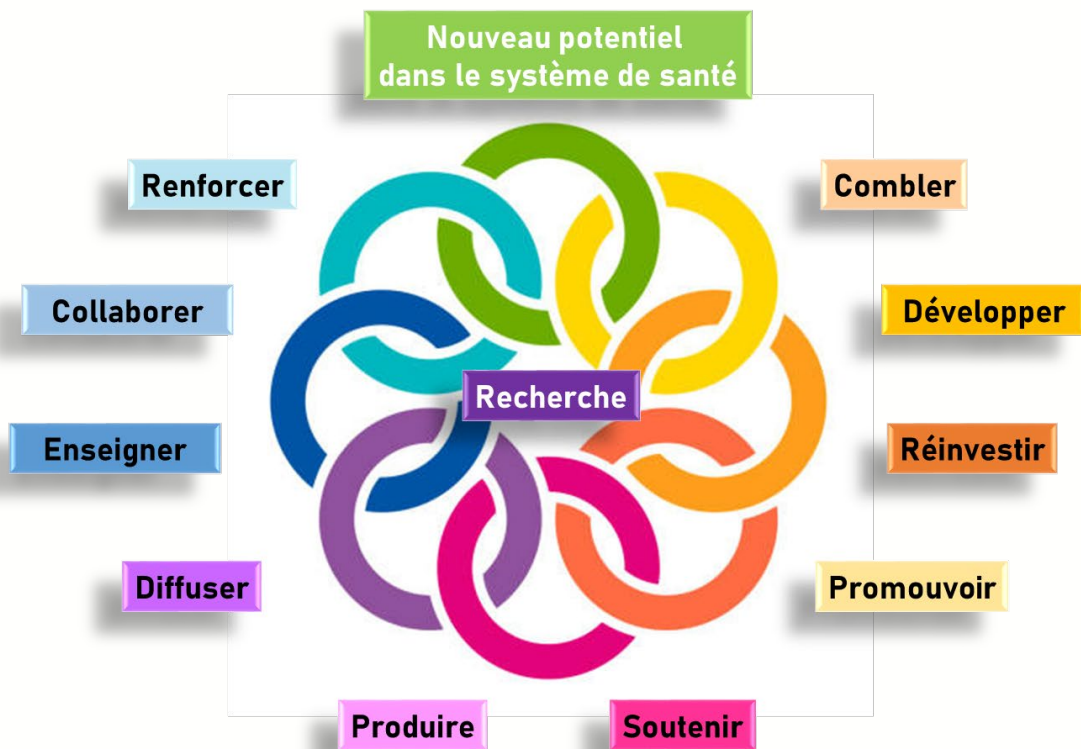 Nouveau potentiel
dans le système de santé
Renforcer
Combler
Collaborer
Développer
Recherche
Enseigner
Réinvestir
Diffuser
Promouvoir
Produire
Soutenir